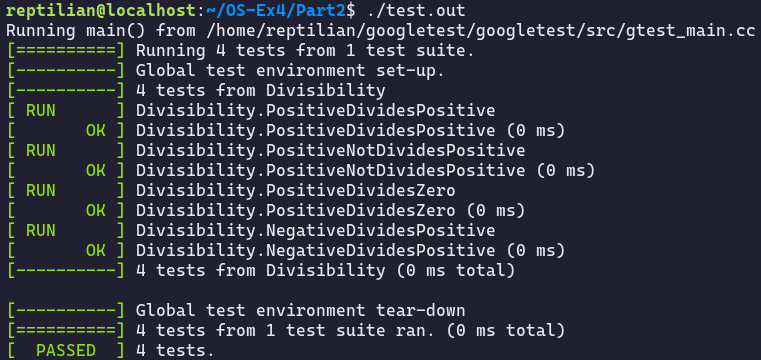 reptilian@localhost:~/OS-Ex4/Part2$ ./test.out
Running main() from /home/reptilian/googletest/googletest/src/gtest_main.cc
[==========] Running 4 tests from 1 test suite.
[----------] Global test environment set-up.
[----------] 4 tests from Divisibility
[ RUN      ] Divisibility.PositiveDividesPositive
[       OK ] Divisibility.PositiveDividesPositive (0 ms)
[ RUN      ] Divisibility.PositiveNotDividesPositive
[       OK ] Divisibility.PositiveNotDividesPositive (0 ms)
[ RUN      ] Divisibility.PositiveDividesZero
[       OK ] Divisibility.PositiveDividesZero (0 ms)
[ RUN      ] Divisibility.NegativeDividesPositive
[       OK ] Divisibility.NegativeDividesPositive (0 ms)
[----------] 4 tests from Divisibility (0 ms total)

[----------] Global test environment tear-down
[==========] 4 tests from 1 test suite ran. (0 ms total)
[  PASSED  ] 4 tests.